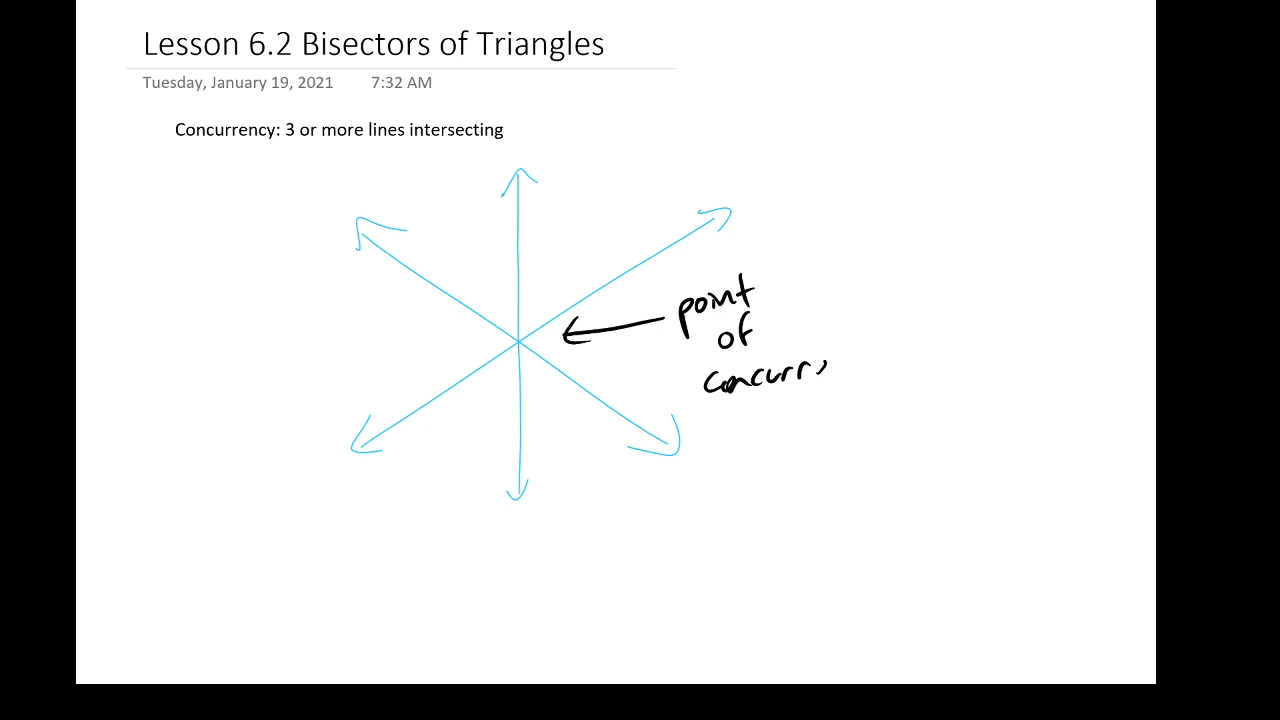 Lesson 6.2 Bisectors of Triangles
Tuesday, January 19, 2021 7:32 AM
Concurrency: 3 or more lines intersecting
point
of
concurr